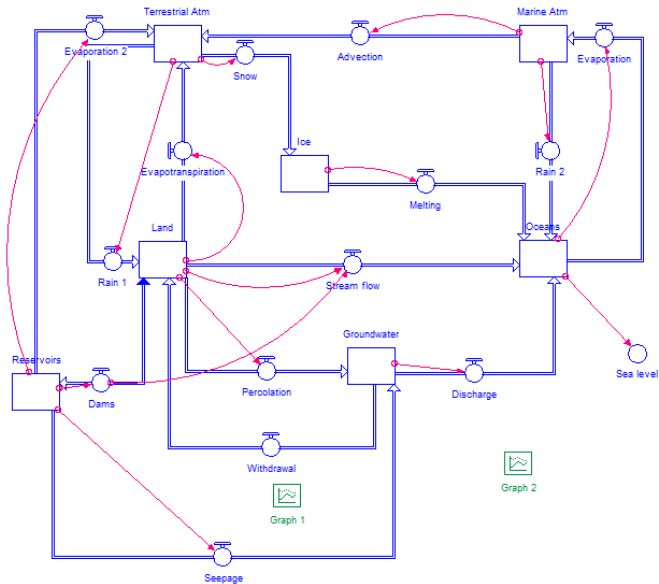 Terrestrial Atm
Marine Atm
Evaporation 2
Snow
Advection
Evaporation
Ice
Evapotranspiration
Rain 2
Melting
Land
Oceans
Rain 1
Stream flow
Groundwater
Reservoirs
Dams
Percolation
Discharge
Sea level
Withdrawal
Graph 2
Graph 1
Seepage